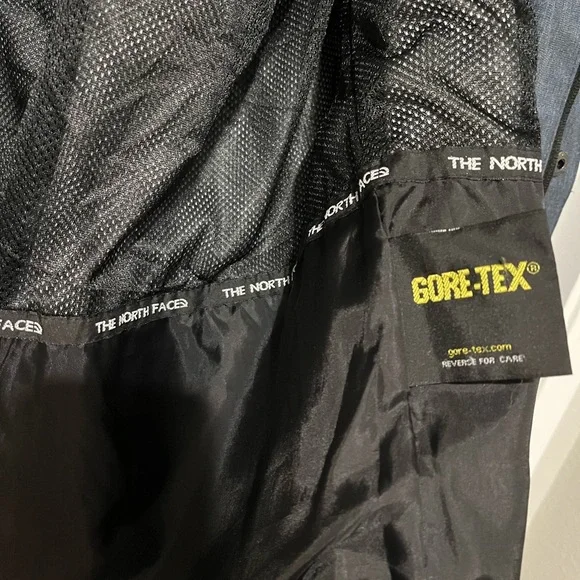 THE NORTH
THE NORTH FACE
THE NORTH FACE
THE NORTH FACE
FACE
GORE-TEX®
gore-tex.com
REVERSE FOR CARE